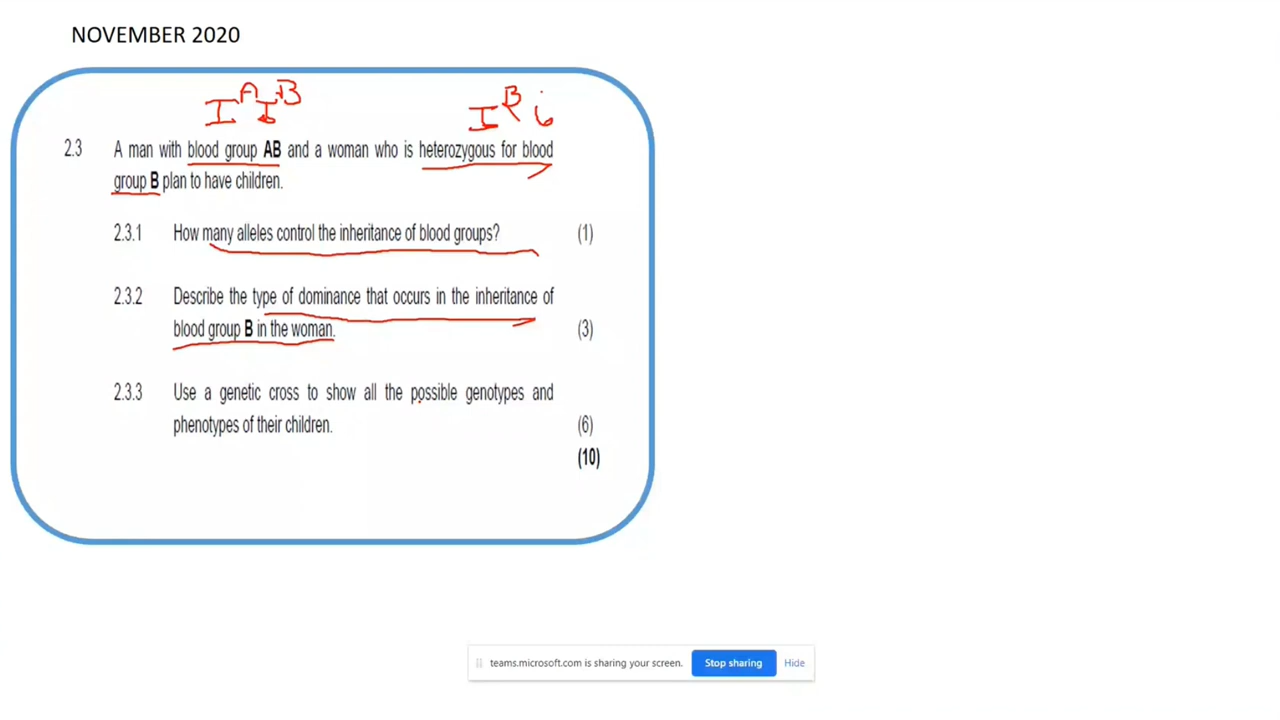 NOVEMBER 2020
I^A I^B I^B i
2.3 A man with blood group AB and a woman who is heterozygous for blood
group B plan to have children.
2.3.1 How many alleles control the inheritance of blood groups? (1)
2.3.2 Describe the type of dominance that occurs in the inheritance of
blood group B in the woman. (3)
2.3.3 Use a genetic cross to show all the possible genotypes and
phenotypes of their children. (6)
(10)
teams.microsoft.com is sharing your screen. Stop sharing Hide